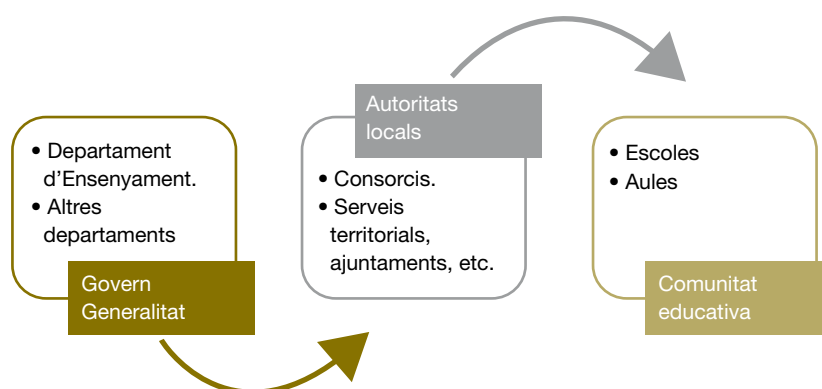 • Departament
d'Ensenyament.
• Altres
departaments
Govern
Generalitat
Autoritats
locals
• Consorcis.
• Serveis
territorials,
ajuntaments, etc.
• Escoles
• Aules
Comunitat
educativa